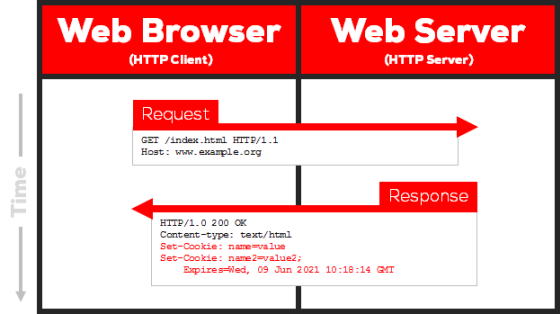 Web Browser
(HTTP Client)
Web Server
(HTTP Server)
Time
Request
GET /index.html HTTP/1.1
Host: www.example.org
Response
HTTP/1.0 200 OK
Content-type: text/html
Set-Cookie: name=value
Set-Cookie: name2=value2;
Expires=Wed, 09 Jun 2021 10:18:14 GMT